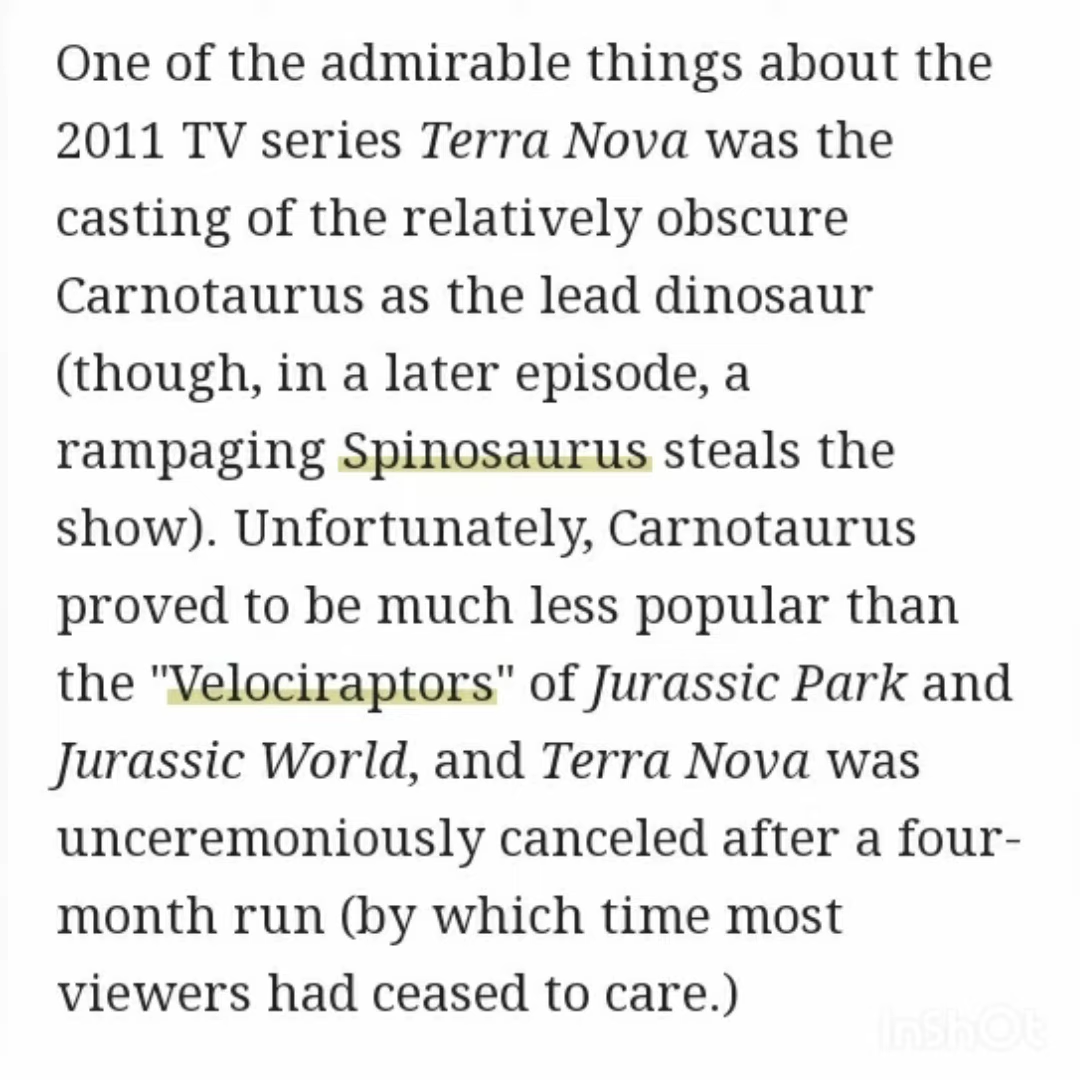 One of the admirable things about the
2011 TV series Terra Nova was the
casting of the relatively obscure
Carnotaurus as the lead dinosaur
(though, in a later episode, a
rampaging Spinosaurus steals the
show). Unfortunately, Carnotaurus
proved to be much less popular than
the "Velociraptors" of Jurassic Park and
Jurassic World, and Terra Nova was
unceremoniously canceled after a four-
month run (by which time most
viewers had ceased to care.)
InShOt